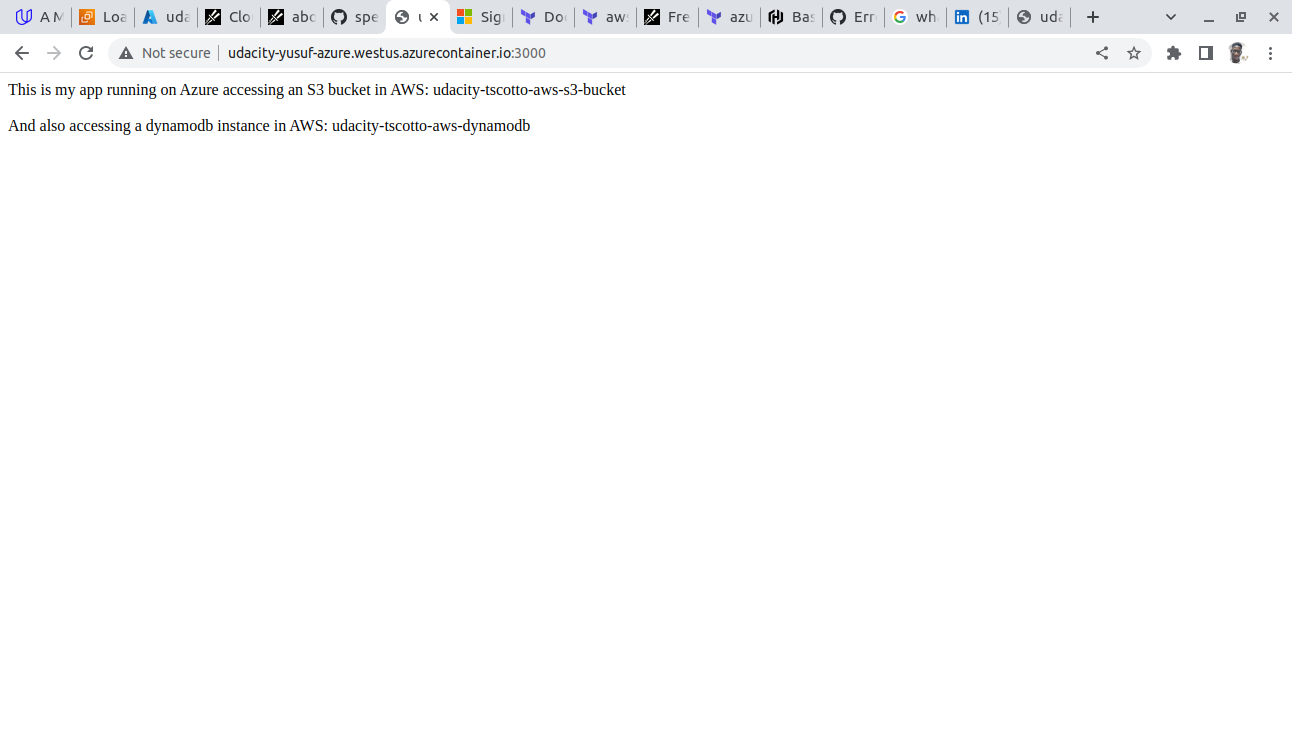 A M Loa uda Clo abo spe u Sig Do aw Fre azu Bas Err wh (15 uda
Not secure udacity-yusuf-azure.westus.azurecontainer.io:3000
This is my app running on Azure accessing an S3 bucket in AWS: udacity-tscotto-aws-s3-bucket
And also accessing a dynamodb instance in AWS: udacity-tscotto-aws-dynamodb